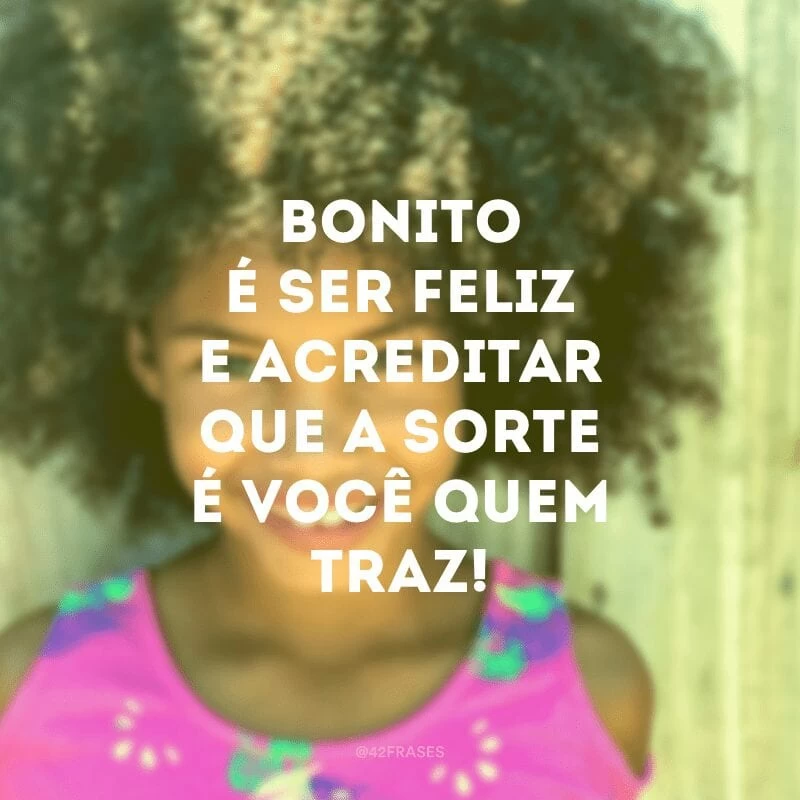 BONITO
É SER FELIZ
E ACREDITAR
QUE A SORTE
É VOCÊ QUEM
TRAZ!
@42FRASES